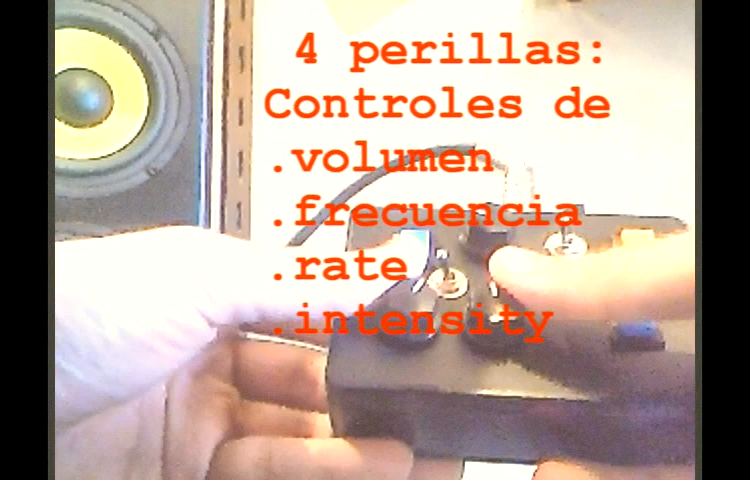 4 perillas:
Controles de
.volumen
.frecuencia
.rate
.intensity